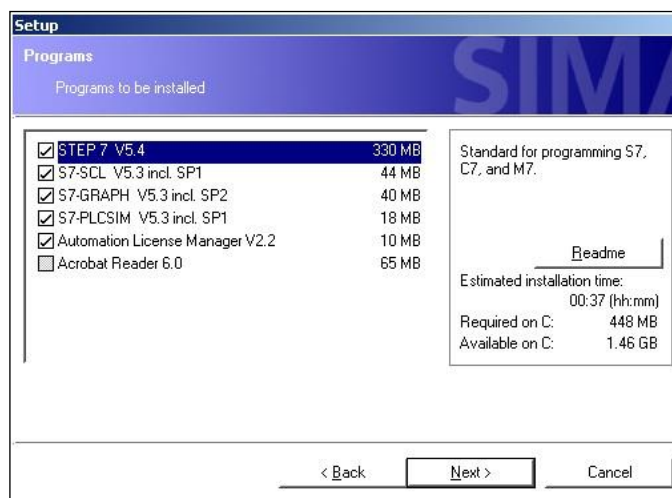 Setup
Programs
Programs to be installed
SIMA
STEP 7 V5.4 330 MB
S7-SCL V5.3 incl. SP1 44 MB
S7-GRAPH V5.3 incl. SP2 40 MB
S7-PLCSIM V5.3 incl. SP1 18 MB
Automation License Manager V2.2 10 MB
Acrobat Reader 6.0 65 MB
Standard for programming S7,
C7, and M7.
Readme
Estimated installation time:
00:37 (hh:mm)
Required on C: 448 MB
Available on C: 1.46 GB
< Back Next > Cancel